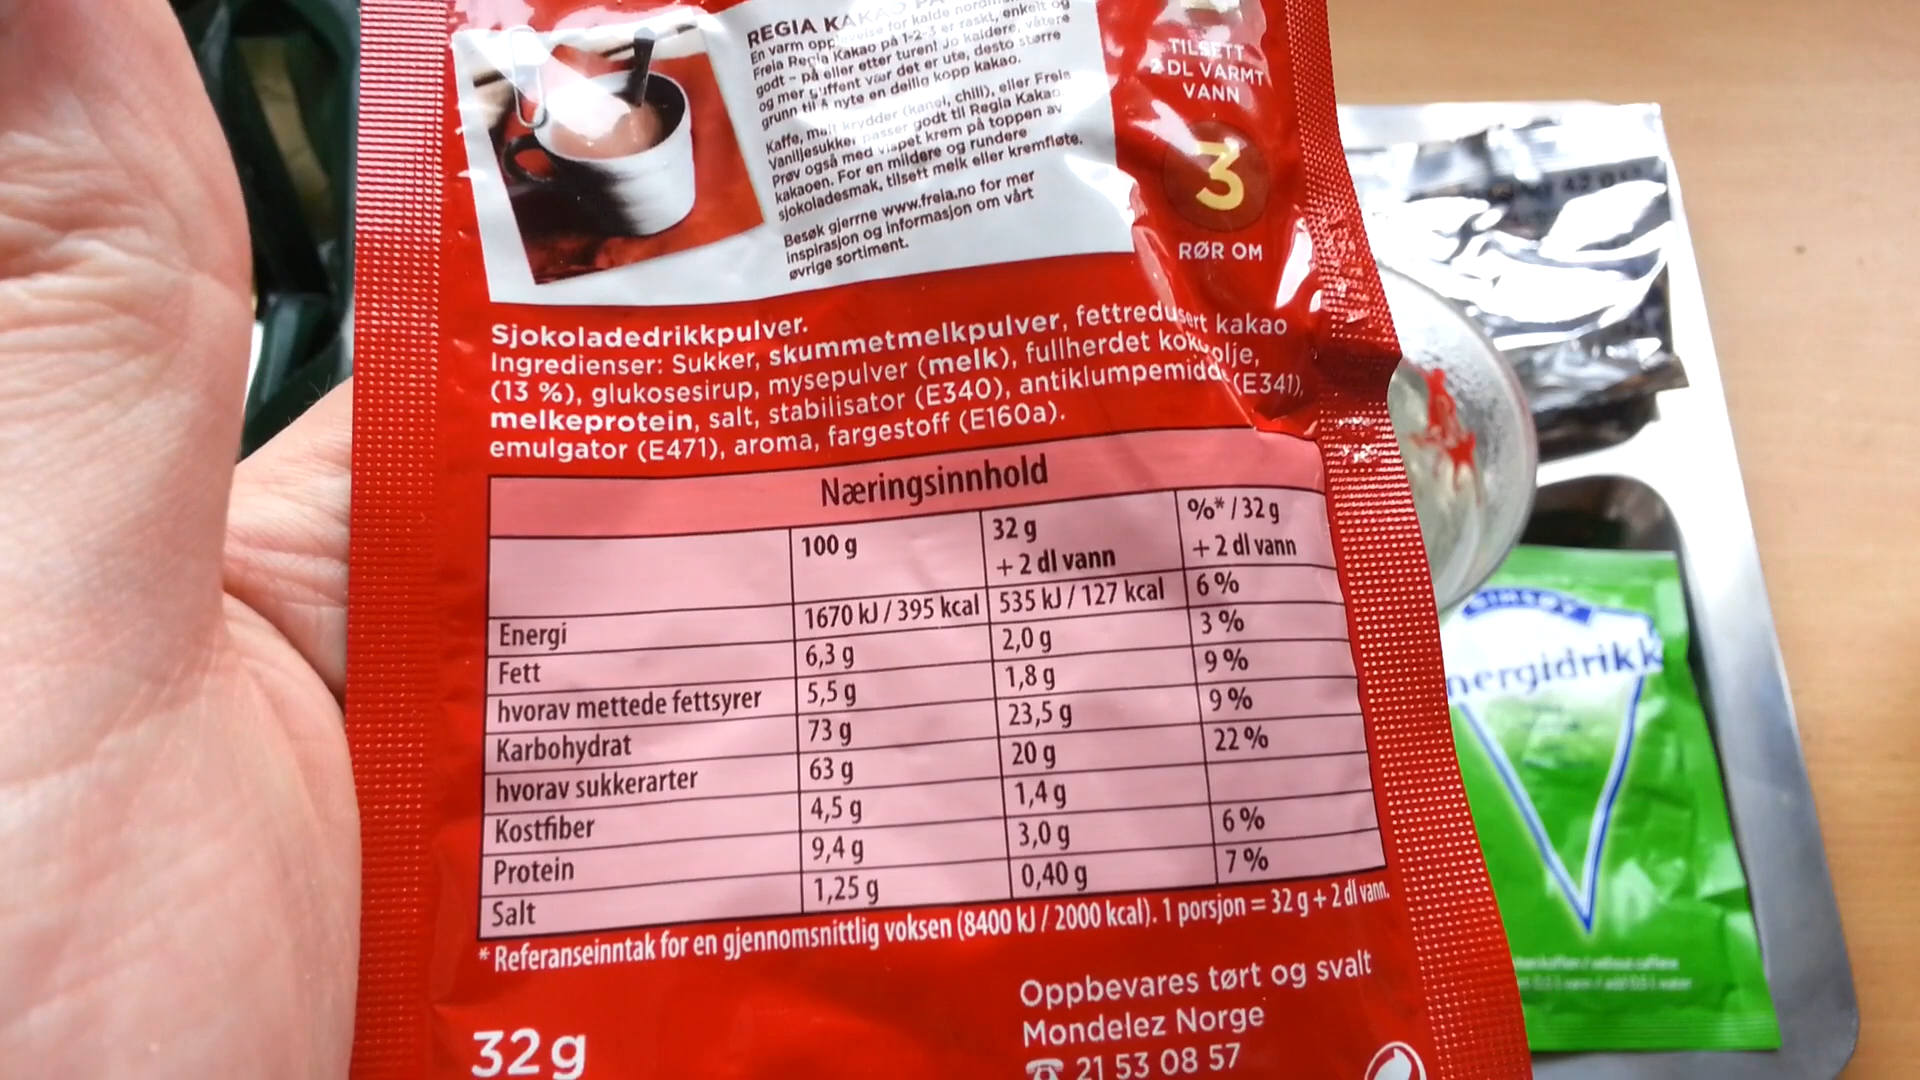 REGIA KAKAO
En varm opplevelse for kalde
Freia Regia Kakao på 1-2-3 er raskt, enkelt og
godt - på eller etter turen! Jo kaldere, våtere
og mer guffent vær det er ute, desto større
grunn til å nyte en deilig kopp kakao.
Kaffe, malt krydder (kanel, chili), eller Freia
Vaniljesukker passer godt til Regia Kakao.
Prøv også med vispet krem på toppen av
kakaoen. For en mildere og rundere
sjokoladesmak, tilsett melk eller kremfløte.
Besøk gjerrne www.freia.no for mer
inspirasjon og informasjon om vårt
øvrige sortiment.
TILSETT
2 DL VARMT
VANN
3
RØR OM
Sjokoladedrikkpulver.
Ingredienser: Sukker, skummetmelkpulver, fettredusert kakao
(13 %), glukosesirup, mysepulver (melk), fullherdet kokosolje,
melkeprotein, salt, stabilisator (E340), antiklumpemiddel (E341),
emulgator (E471), aroma, fargestoff (E160a).
Næringsinnhold
100 g 32 g + 2 dl vann %* / 32 g + 2 dl vann
Energi 1670 kJ / 395 kcal 535 kJ / 127 kcal 6 %
Fett 6,3 g 2,0 g 3 %
hvorav mettede fettsyrer 5,5 g 1,8 g 9 %
Karbohydrat 73 g 23,5 g 9 %
hvorav sukkerarter 63 g 20 g 22 %
Kostfiber 4,5 g 1,4 g
Protein 9,4 g 3,0 g 6 %
Salt 1,25 g 0,40 g 7 %
* Referanseinntak for en gjennomsnittlig voksen (8400 kJ / 2000 kcal). 1 porsjon = 32 g + 2 dl vann.
32 g
Oppbevares tørt og svalt
Mondelez Norge
21 53 08 57
nergidrikk